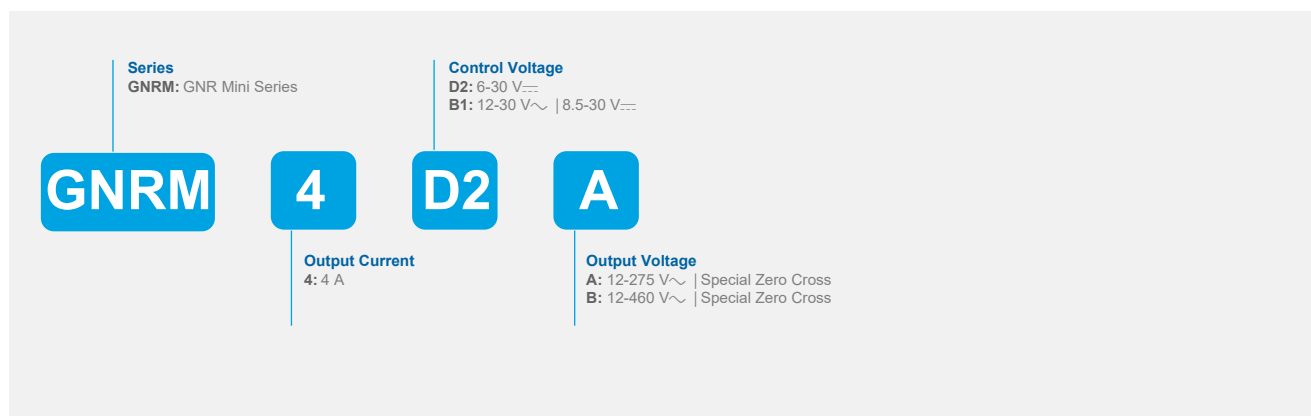 Series
GNRM: GNR Mini Series
Control Voltage
D2: 6-30 V⎓
B1: 12-30 V∼ | 8.5-30 V⎓
GNRM 4 D2 A
Output Current
4: 4 A
Output Voltage
A: 12-275 V∼ | Special Zero Cross
B: 12-460 V∼ | Special Zero Cross